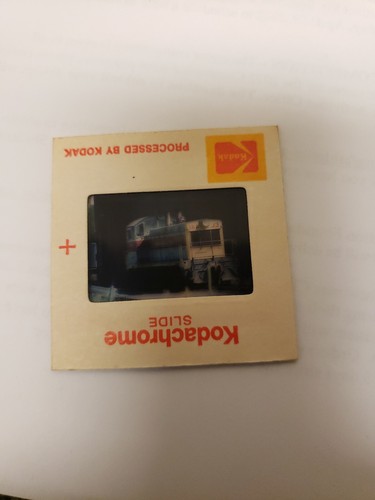 PROCESSED BY KODAK
Kodak
Kodachrome
SLIDE